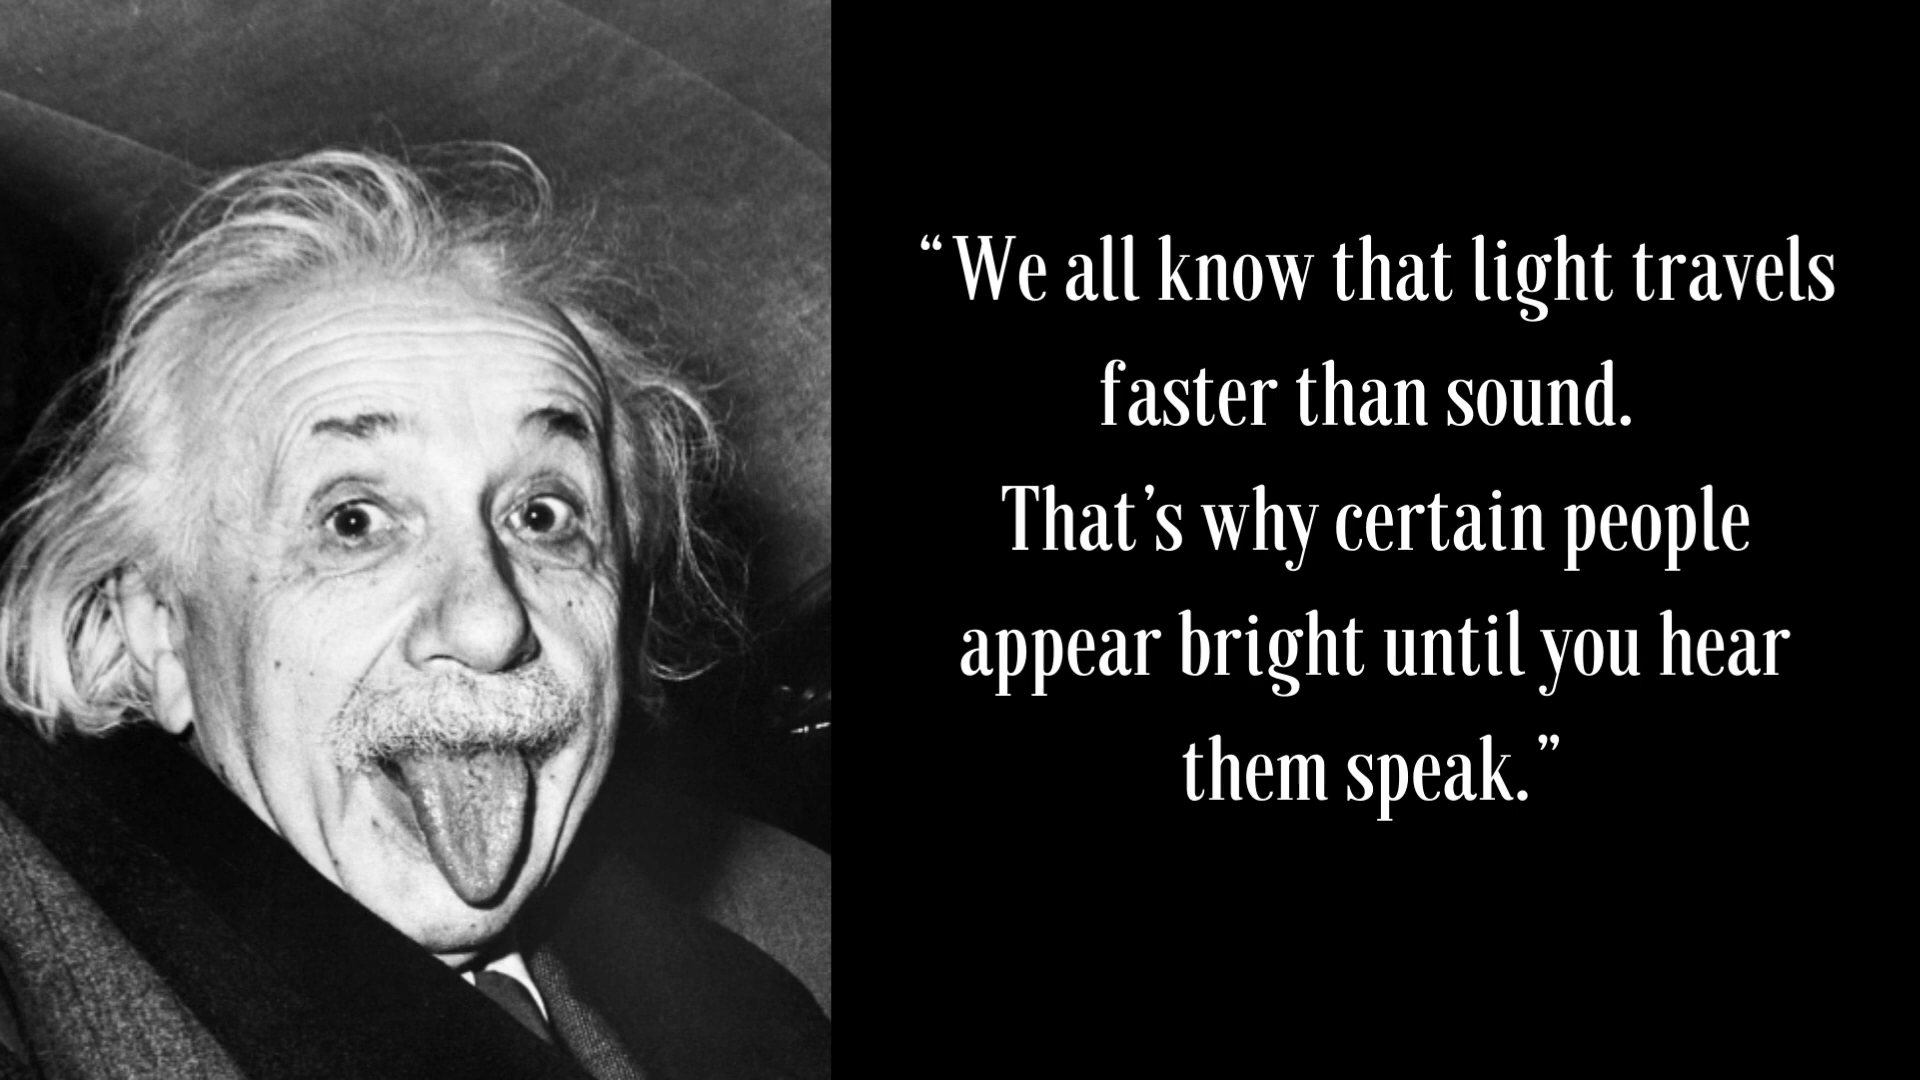 “We all know that light travels
faster than sound.
That’s why certain people
appear bright until you hear
them speak.”